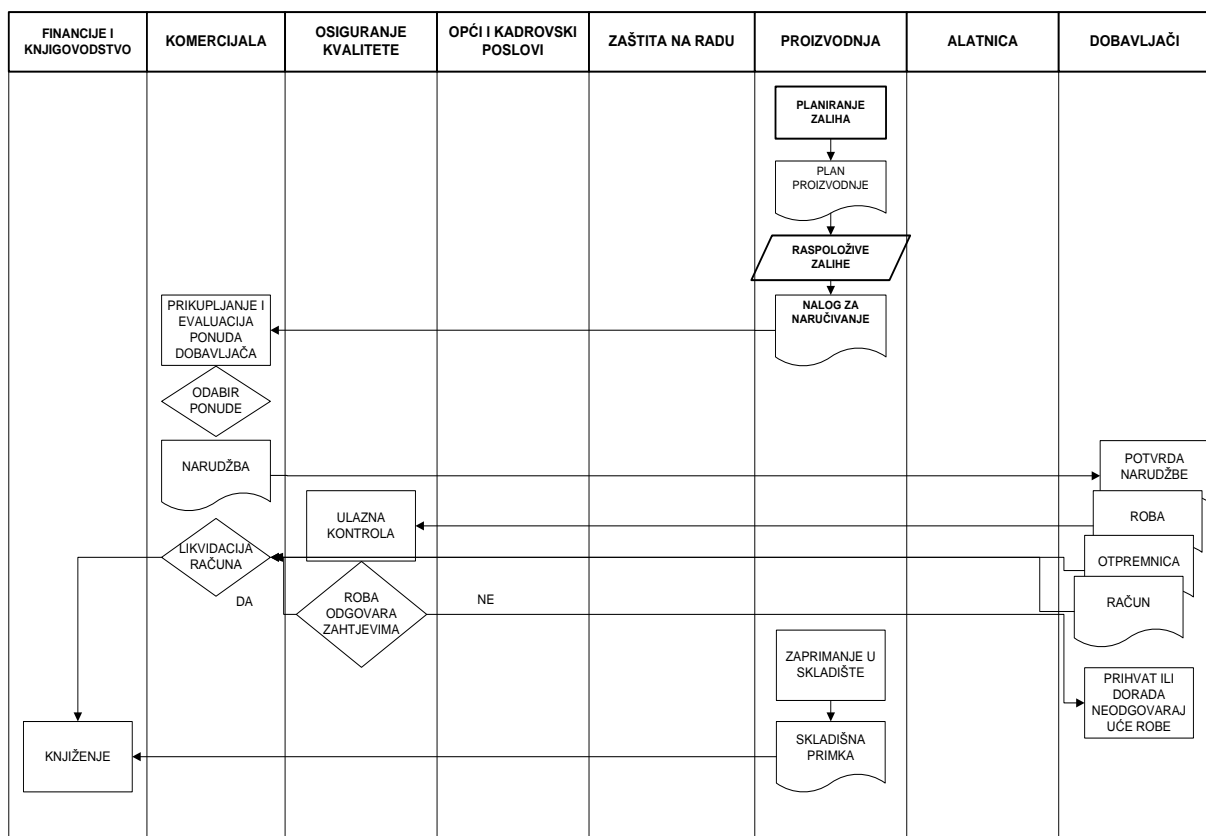 FINANCIJE I
KNJIGOVODSTVO
KOMERCIJALA
OSIGURANJE
KVALITETE
OPĆI I KADROVSKI
POSLOVI
ZAŠTITA NA RADU
PROIZVODNJA
ALATNICA
DOBAVLJAČI
PLANIRANJE
ZALIHA
PLAN
PROIZVODNJE
RASPOLOŽIVE
ZALIHE
PRIKUPLJANJE I
EVALUACIJA
PONUDA
DOBAVLJAČA
NALOG ZA
NARUČIVANJE
ODABIR
PONUDE
NARUDŽBA
POTVRDA
NARUDŽBE
ULAZNA
KONTROLA
ROBA
LIKVIDACIJA
RAČUNA
OTPREMNICA
DA
ROBA
ODGOVARA
ZAHTJEVIMA
NE
RAČUN
ZAPRIMANJE U
SKLADIŠTE
PRIHVAT ILI
DORADA
NEODGOVARAJ
UĆE ROBE
KNJIŽENJE
SKLADIŠNA
PRIMKA